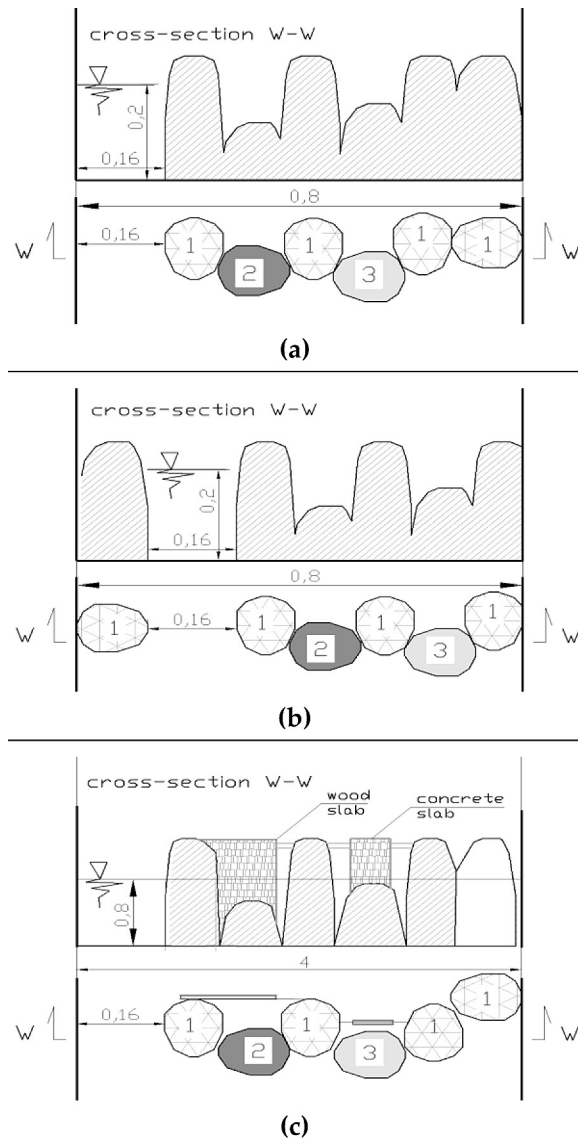 cross-section W-W
0,2
0,16
0,8
W 0,16 W
1 1 1 1
2 3
(a)
cross-section W-W
0,2
0,16
0,8
W 1 0,16 1 1 1 W
2 3
(b)
cross-section W-W
wood
slab
concrete
slab
0,8
4
1
W 0,16 1 1 1 W
2 3
(c)